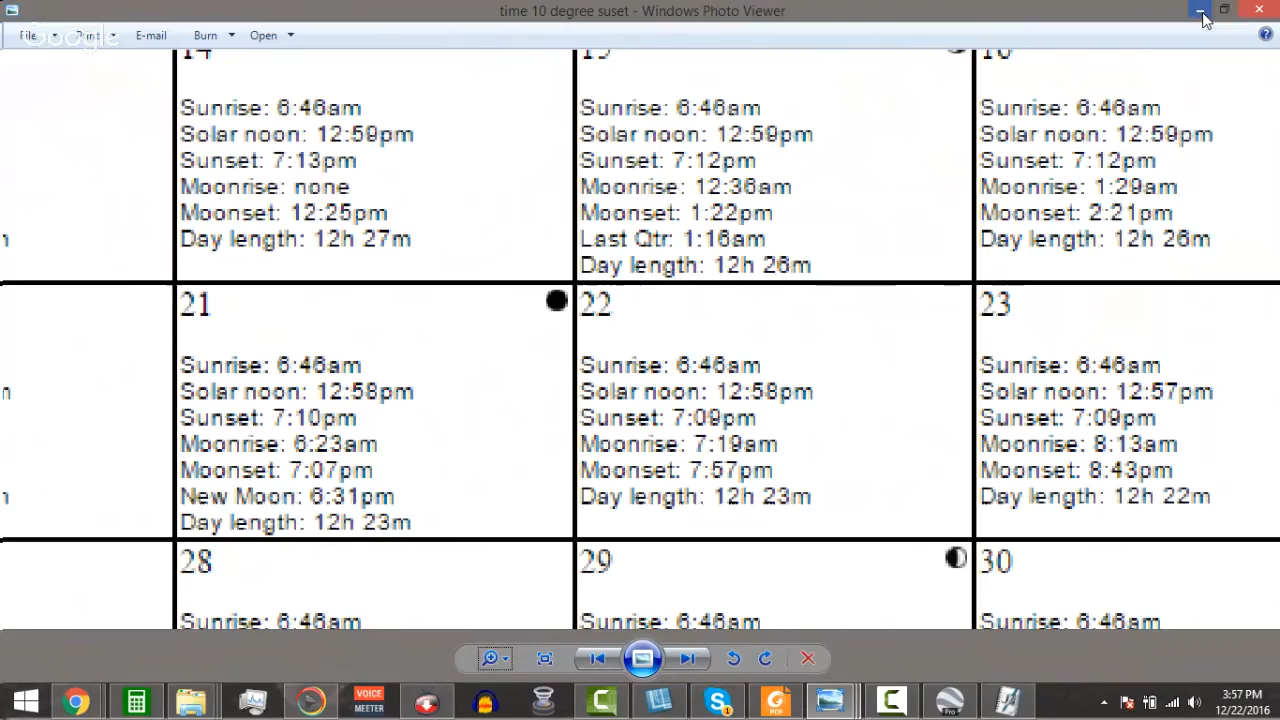 time 10 degree suset - Windows Photo Viewer
File Print E-mail Burn Open
Google
14
Sunrise: 6:46am
Solar noon: 12:59pm
Sunset: 7:13pm
Moonrise: none
Moonset: 12:25pm
Day length: 12h 27m
15
Sunrise: 6:46am
Solar noon: 12:59pm
Sunset: 7:12pm
Moonrise: 12:36am
Moonset: 1:22pm
Last Qtr: 1:16am
Day length: 12h 26m
16
Sunrise: 6:46am
Solar noon: 12:59pm
Sunset: 7:12pm
Moonrise: 1:29am
Moonset: 2:21pm
Day length: 12h 26m
21
Sunrise: 6:46am
Solar noon: 12:58pm
Sunset: 7:10pm
Moonrise: 6:23am
Moonset: 7:07pm
New Moon: 6:31pm
Day length: 12h 23m
22
Sunrise: 6:46am
Solar noon: 12:58pm
Sunset: 7:09pm
Moonrise: 7:19am
Moonset: 7:57pm
Day length: 12h 23m
23
Sunrise: 6:46am
Solar noon: 12:57pm
Sunset: 7:09pm
Moonrise: 8:13am
Moonset: 8:43pm
Day length: 12h 22m
28
Sunrise: 6:46am
29
Sunrise: 6:46am
30
Sunrise: 6:46am
VOICE
MEETER
PDF
Pro
3:57 PM
12/22/2016